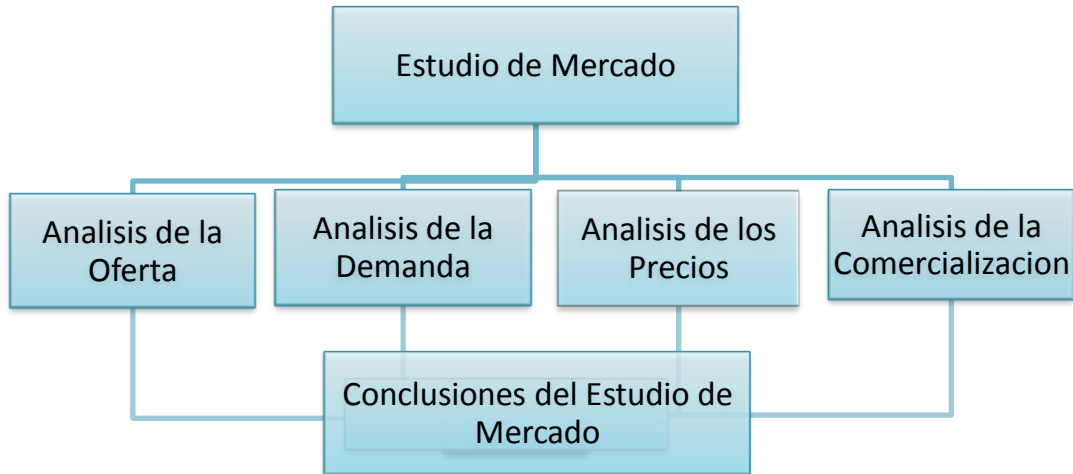 Estudio de Mercado
Analisis de la
Oferta
Analisis de la
Demanda
Analisis de los
Precios
Analisis de la
Comercializacion
Conclusiones del Estudio de
Mercado